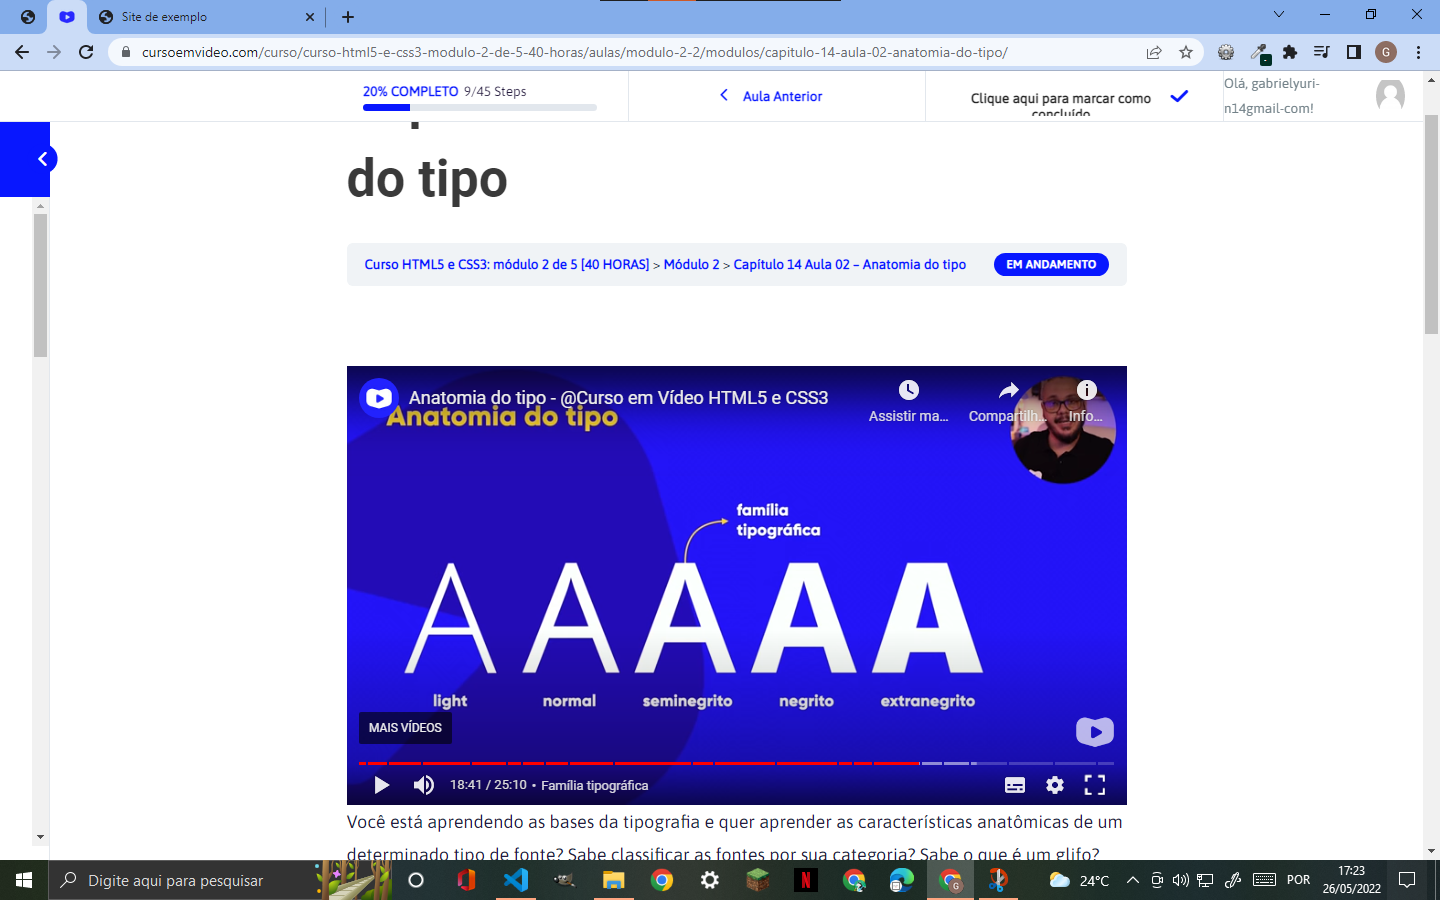 Site de exemplo
cursoemvideo.com/curso/curso-html5-e-css3-modulo-2-de-5-40-horas/aulas/modulo-2-2/modulos/capitulo-14-aula-02-anatomia-do-tipo/
G
20% COMPLETO 9/45 Steps
Aula Anterior
Clique aqui para marcar como
concluído
Olá, gabrielyuri-
n14gmail-com!
do tipo
Curso HTML5 e CSS3: módulo 2 de 5 [40 HORAS] > Módulo 2 > Capítulo 14 Aula 02 – Anatomia do tipo
EM ANDAMENTO
Anatomia do tipo - @Curso em Vídeo HTML5 e CSS3
Assistir ma...
Compartilh...
Info...
Anatomia do tipo
família
tipográfica
A A A A A
light normal seminegrito negrito extranegrito
MAIS VÍDEOS
18:41 / 25:10 • Família tipográfica
Você está aprendendo as bases da tipografia e quer aprender as características anatômicas de um
determinado tipo de fonte? Sabe classificar as fontes por sua categoria? Sabe o que é um glifo?
Digite aqui para pesquisar
N
G
24°C
POR
17:23
26/05/2022